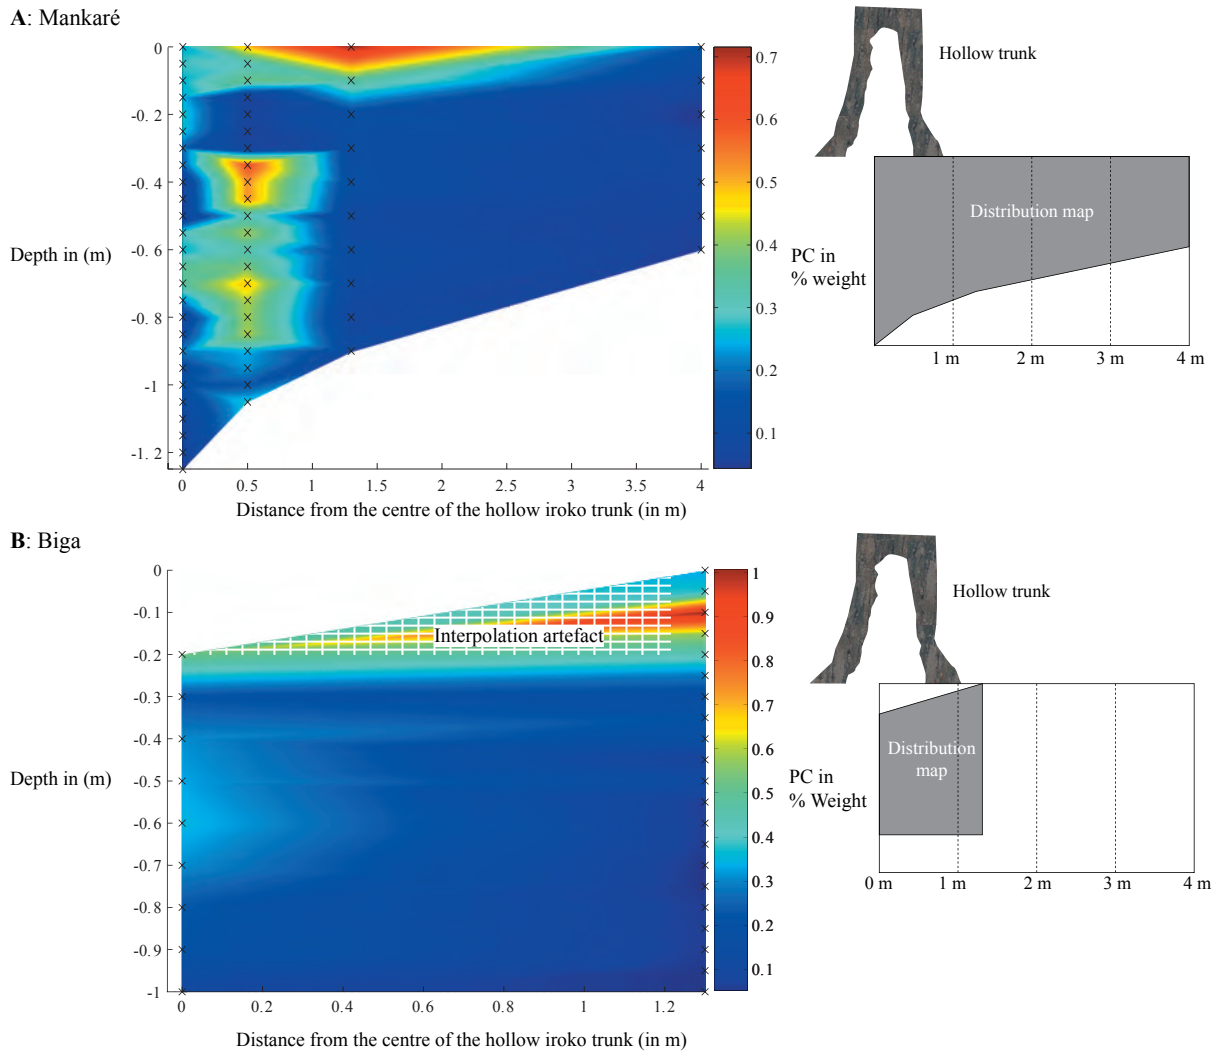 A: Mankaré
0
-0. 2
-0.4
-0.6
-0.8
-1
-1. 2
Depth in (m)
0 0.5 1 1.5 2 2.5 3 3.5 4
Distance from the centre of the hollow iroko trunk (in m)
0.7
0.6
0.5
0.4
0.3
0.2
0.1
PC in
% weight
Hollow trunk
Distribution map
1 m 2 m 3 m 4 m
B: Biga
0
-0.1
-0.2
-0.3
-0.4
-0.5
-0.6
-0.7
-0.8
-0.9
-1
Depth in (m)
Interpolation artefact
0 0.2 0.4 0.6 0.8 1 1.2
Distance from the centre of the hollow iroko trunk (in m)
1
0.9
0.8
0.7
0.6
0.5
0.4
0.3
0.2
0.1
PC in
% Weight
Hollow trunk
Distribution
map
0 m 1 m 2 m 3 m 4 m